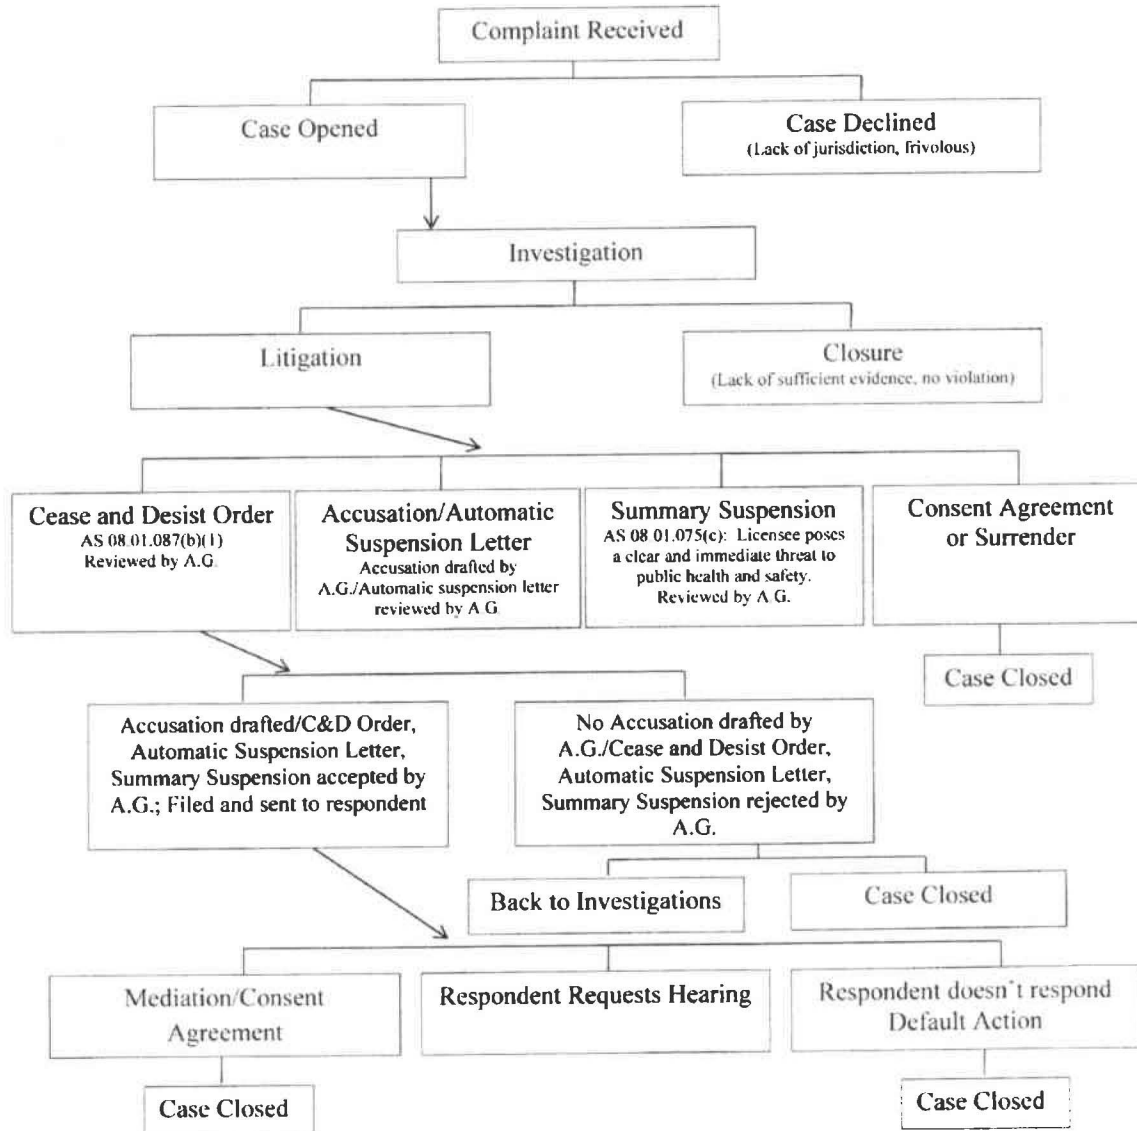 Complaint Received
Case Opened
Case Declined
(Lack of jurisdiction, frivolous)
Investigation
Litigation
Closure
(Lack of sufficient evidence, no violation)
Cease and Desist Order
AS 08.01.087(b)(1)
Reviewed by A.G.
Accusation/Automatic
Suspension Letter
Accusation drafted by
A.G./Automatic suspension letter
reviewed by A.G.
Summary Suspension
AS 08.01.075(c): Licensee poses
a clear and immediate threat to
public health and safety.
Reviewed by A.G.
Consent Agreement
or Surrender
Case Closed
Accusation drafted/C&D Order,
Automatic Suspension Letter,
Summary Suspension accepted by
A.G.; Filed and sent to respondent
No Accusation drafted by
A.G./Cease and Desist Order,
Automatic Suspension Letter,
Summary Suspension rejected by
A.G.
Back to Investigations
Case Closed
Mediation/Consent
Agreement
Respondent Requests Hearing
Respondent doesn't respond
Default Action
Case Closed
Case Closed